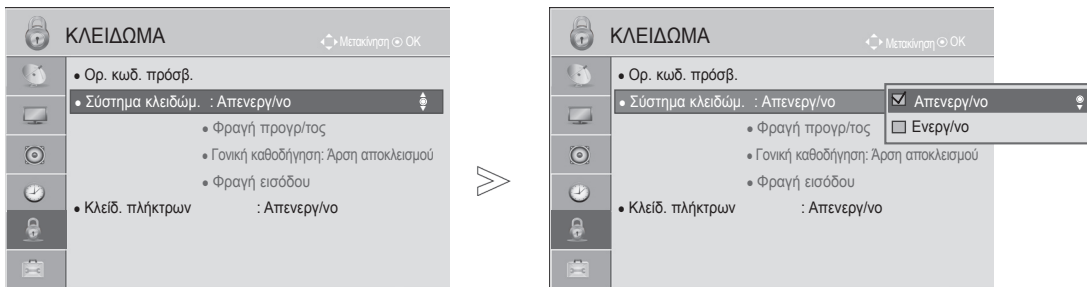 ΚΛΕΙΔΩΜΑ
Μετακίνηση OK
• Ορ. κωδ. πρόσβ.
• Σύστημα κλειδώμ. : Απενεργ/νο
• Φραγή προγρ/τος
• Γονική καθοδήγηση: Άρση αποκλεισμού
• Φραγή εισόδου
• Κλείδ. πλήκτρων : Απενεργ/νο
ΚΛΕΙΔΩΜΑ
Μετακίνηση OK
• Ορ. κωδ. πρόσβ.
• Σύστημα κλειδώμ. : Απενεργ/νο
• Φραγή προγρ/τος
• Γονική καθοδήγηση: Άρση αποκλεισμού
• Φραγή εισόδου
• Κλείδ. πλήκτρων : Απενεργ/νο
Απενεργ/νο
Ενεργ/νο